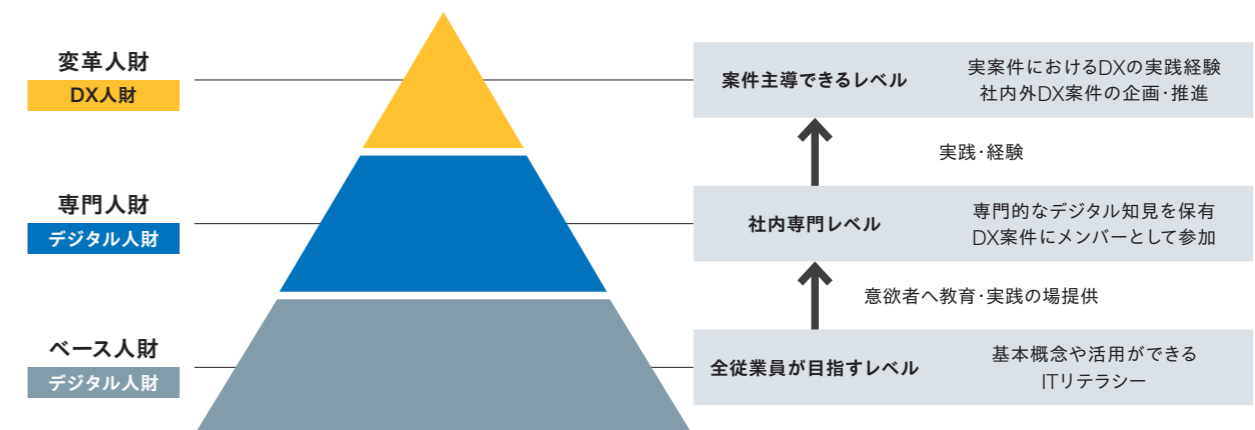 変革人財
DX人財
案件主導できるレベル
実案件におけるDXの実践経験
社内外DX案件の企画・推進
実践・経験
専門人財
デジタル人財
社内専門レベル
専門的なデジタル知見を保有
DX案件にメンバーとして参加
意欲者へ教育・実践の場提供
ベース人財
デジタル人財
全従業員が目指すレベル
基本概念や活用ができる
ITリテラシー